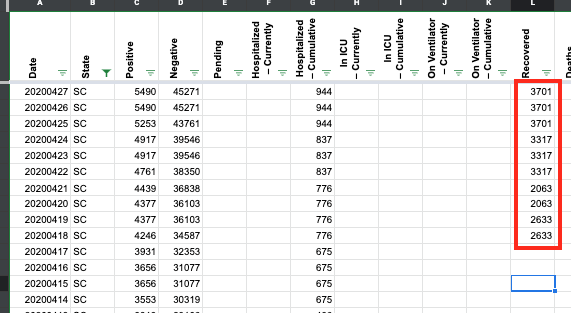 A B C D E F G H I J K L
Date State Positive Negative Pending Hospitalized – Currently Hospitalized – Cumulative In ICU – Currently In ICU – Cumulative On Ventilator – Currently On Ventilator – Cumulative Recovered Deaths
20200427 SC 5490 45271 944 3701
20200426 SC 5490 45271 944 3701
20200425 SC 5253 43761 944 3701
20200424 SC 4917 39546 837 3317
20200423 SC 4917 39546 837 3317
20200422 SC 4761 38350 837 3317
20200421 SC 4439 36838 776 2063
20200420 SC 4377 36103 776 2063
20200419 SC 4377 36103 776 2633
20200418 SC 4246 34587 776 2633
20200417 SC 3931 32353 675
20200416 SC 3656 31077 675
20200415 SC 3656 31077 675
20200414 SC 3553 30319 675